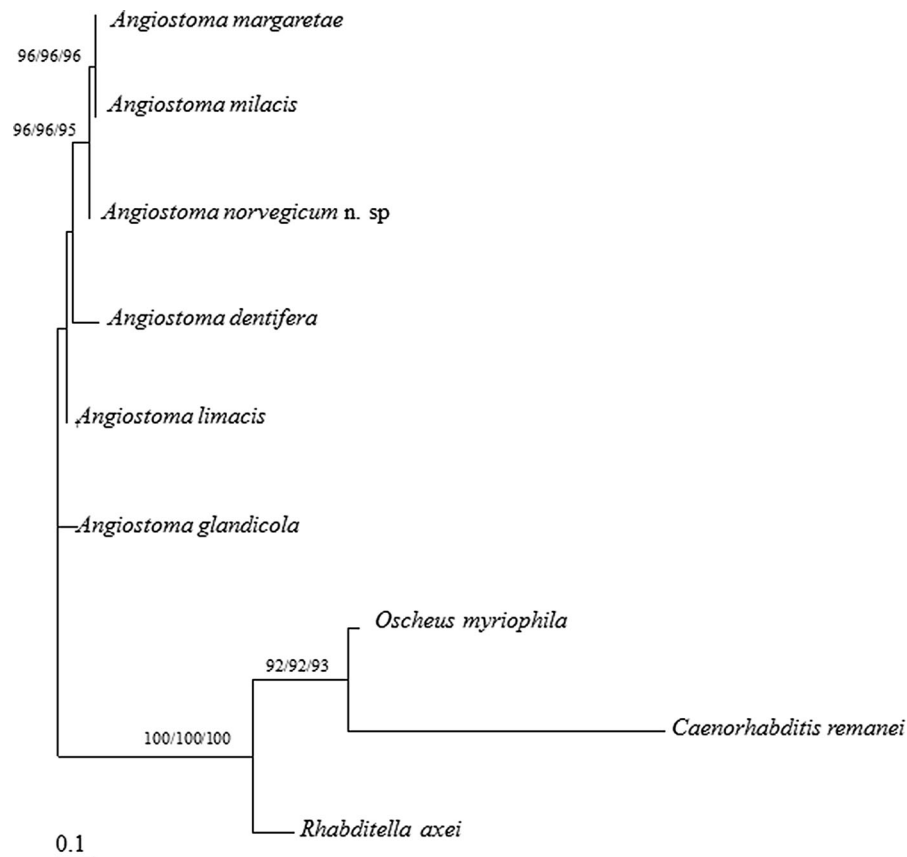 Angiostoma margaretae
96/96/96
Angiostoma milacis
96/96/95
Angiostoma norvegicum n. sp
Angiostoma dentifera
Angiostoma limacis
Angiostoma glandicola
Oscheus myriophila
92/92/93
Caenorhabditis remanei
100/100/100
Rhabditella axei
0.1